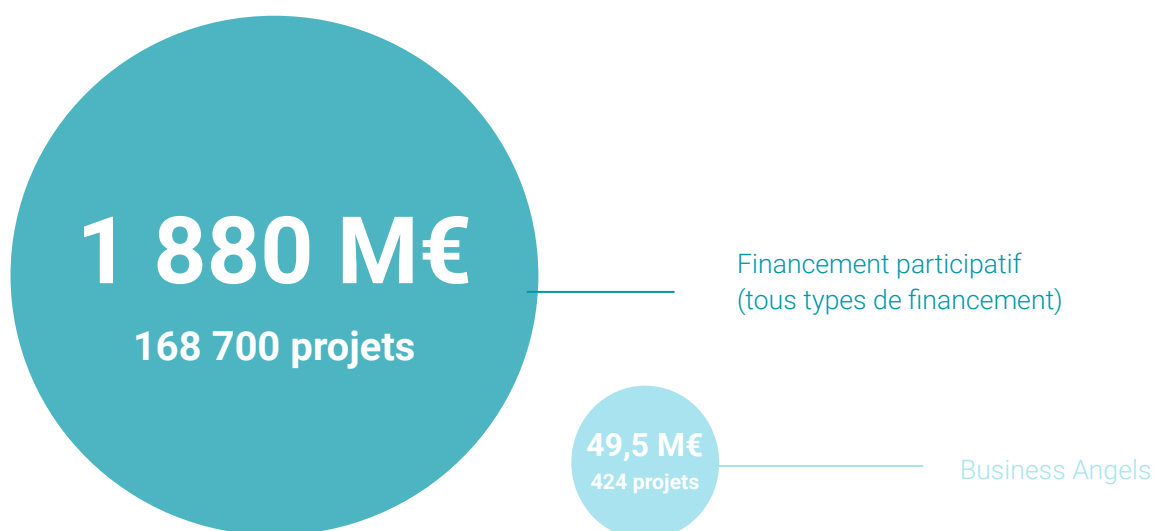 1 880 M€
168 700 projets
Financement participatif
(tous types de financement)
49,5 M€
424 projets
Business Angels